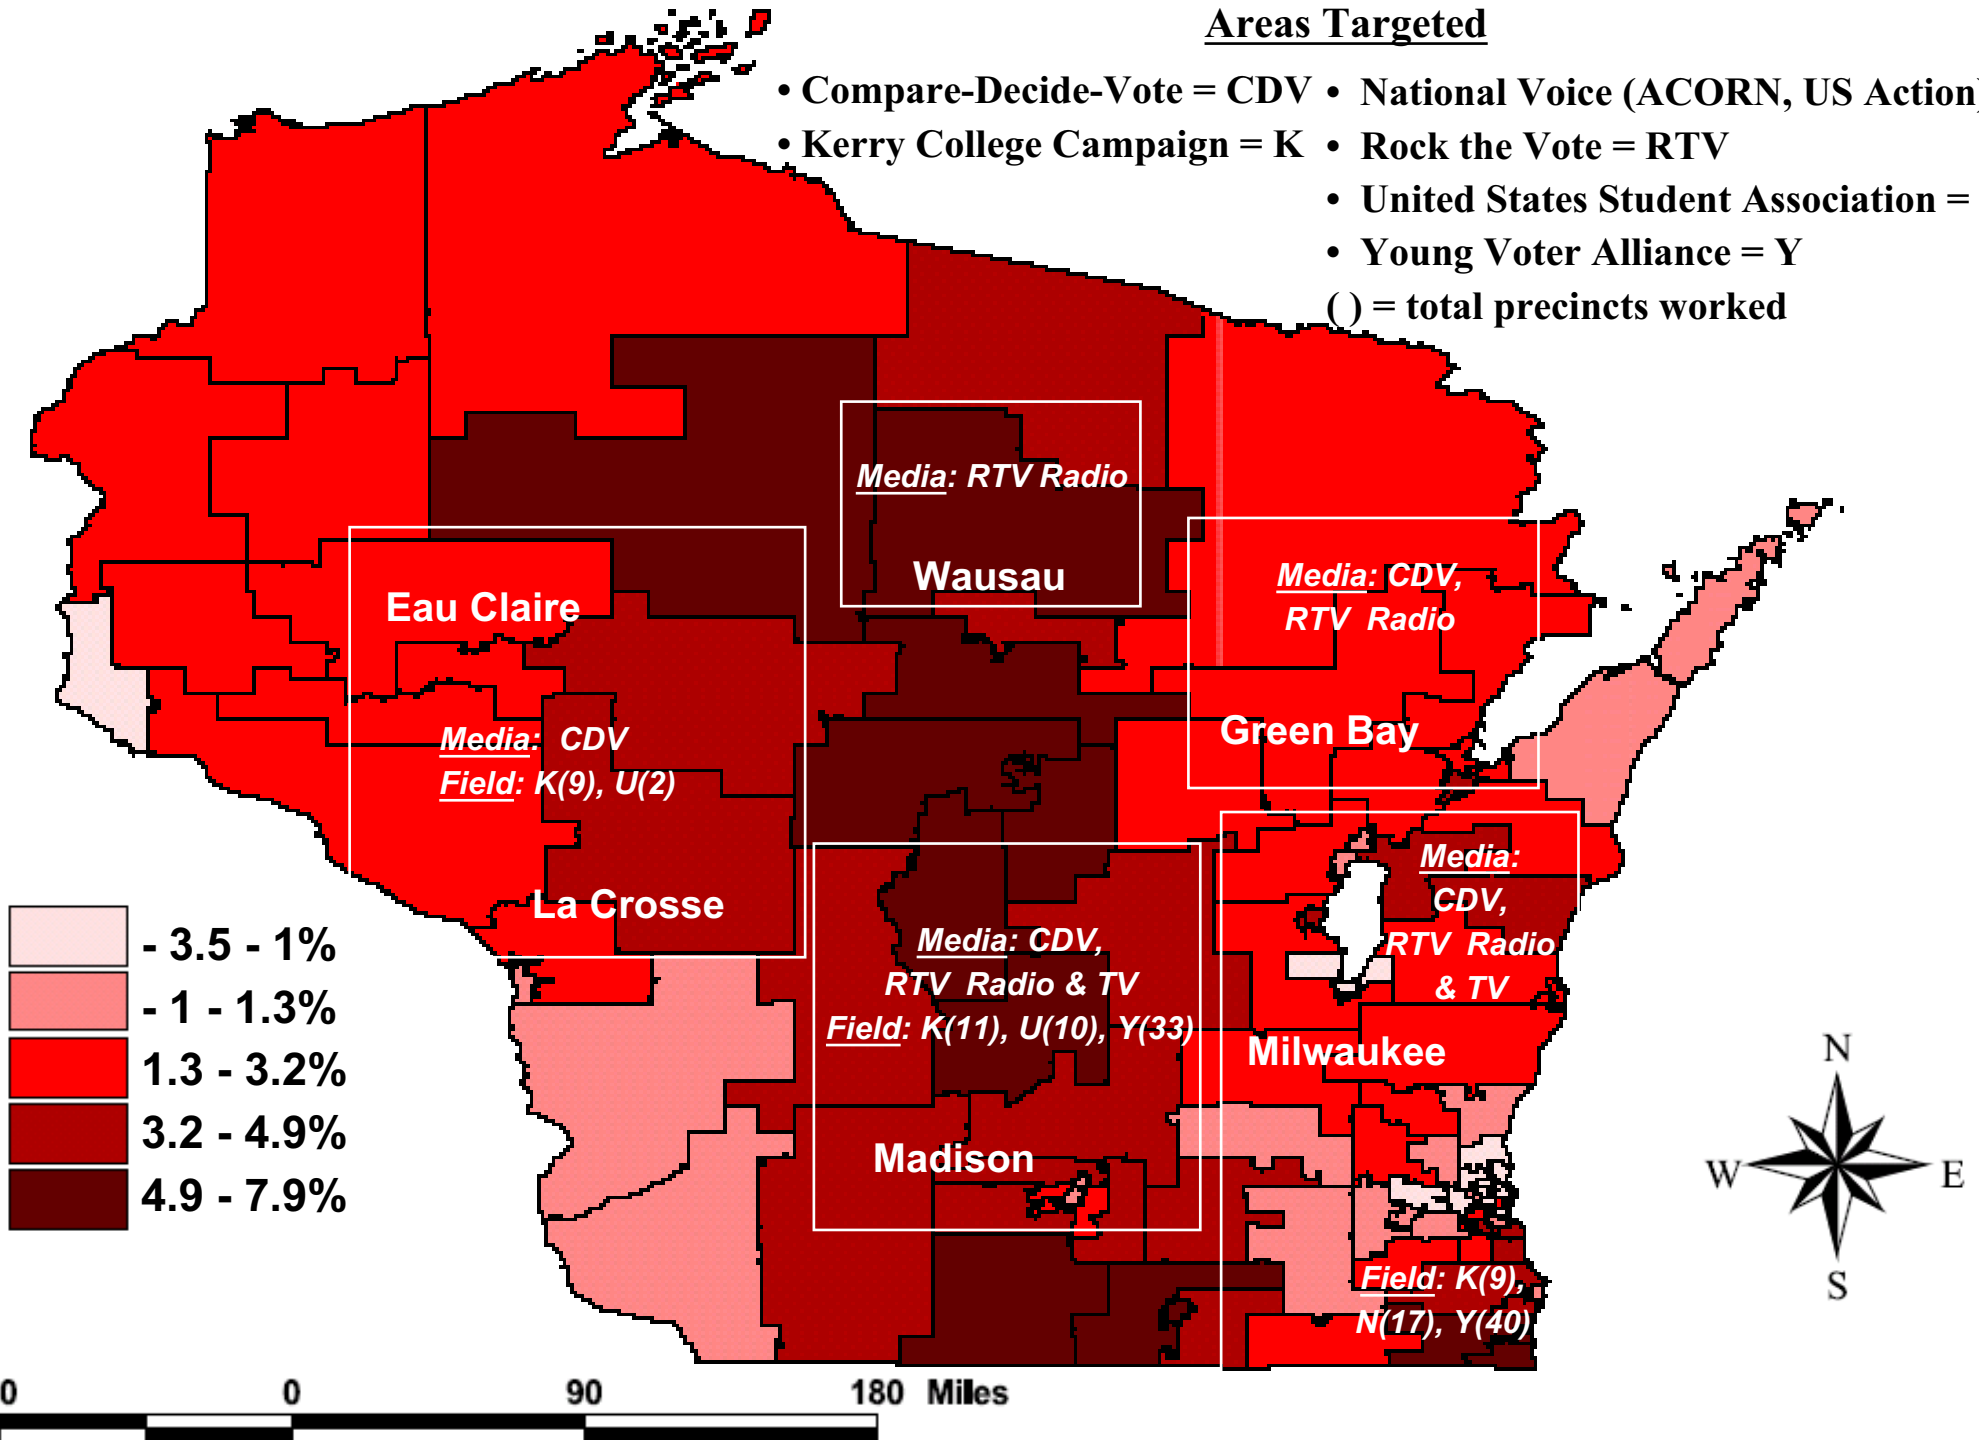 Areas Targeted
• Compare-Decide-Vote = CDV
• Kerry College Campaign = K
• National Voice (ACORN, US Action)
• Rock the Vote = RTV
• United States Student Association =
• Young Voter Alliance = Y
( ) = total precincts worked
Media: RTV Radio
Wausau
Eau Claire
Media: CDV
Field: K(9), U(2)
La Crosse
Media: CDV,
RTV Radio
Green Bay
Media: CDV,
RTV Radio & TV
Field: K(11), U(10), Y(33)
Madison
Media:
CDV,
RTV Radio
& TV
Milwaukee
Field: K(9),
N(17), Y(40)
- 3.5 - 1%
- 1 - 1.3%
1.3 - 3.2%
3.2 - 4.9%
4.9 - 7.9%
N
W E
S
0 0 90 180 Miles